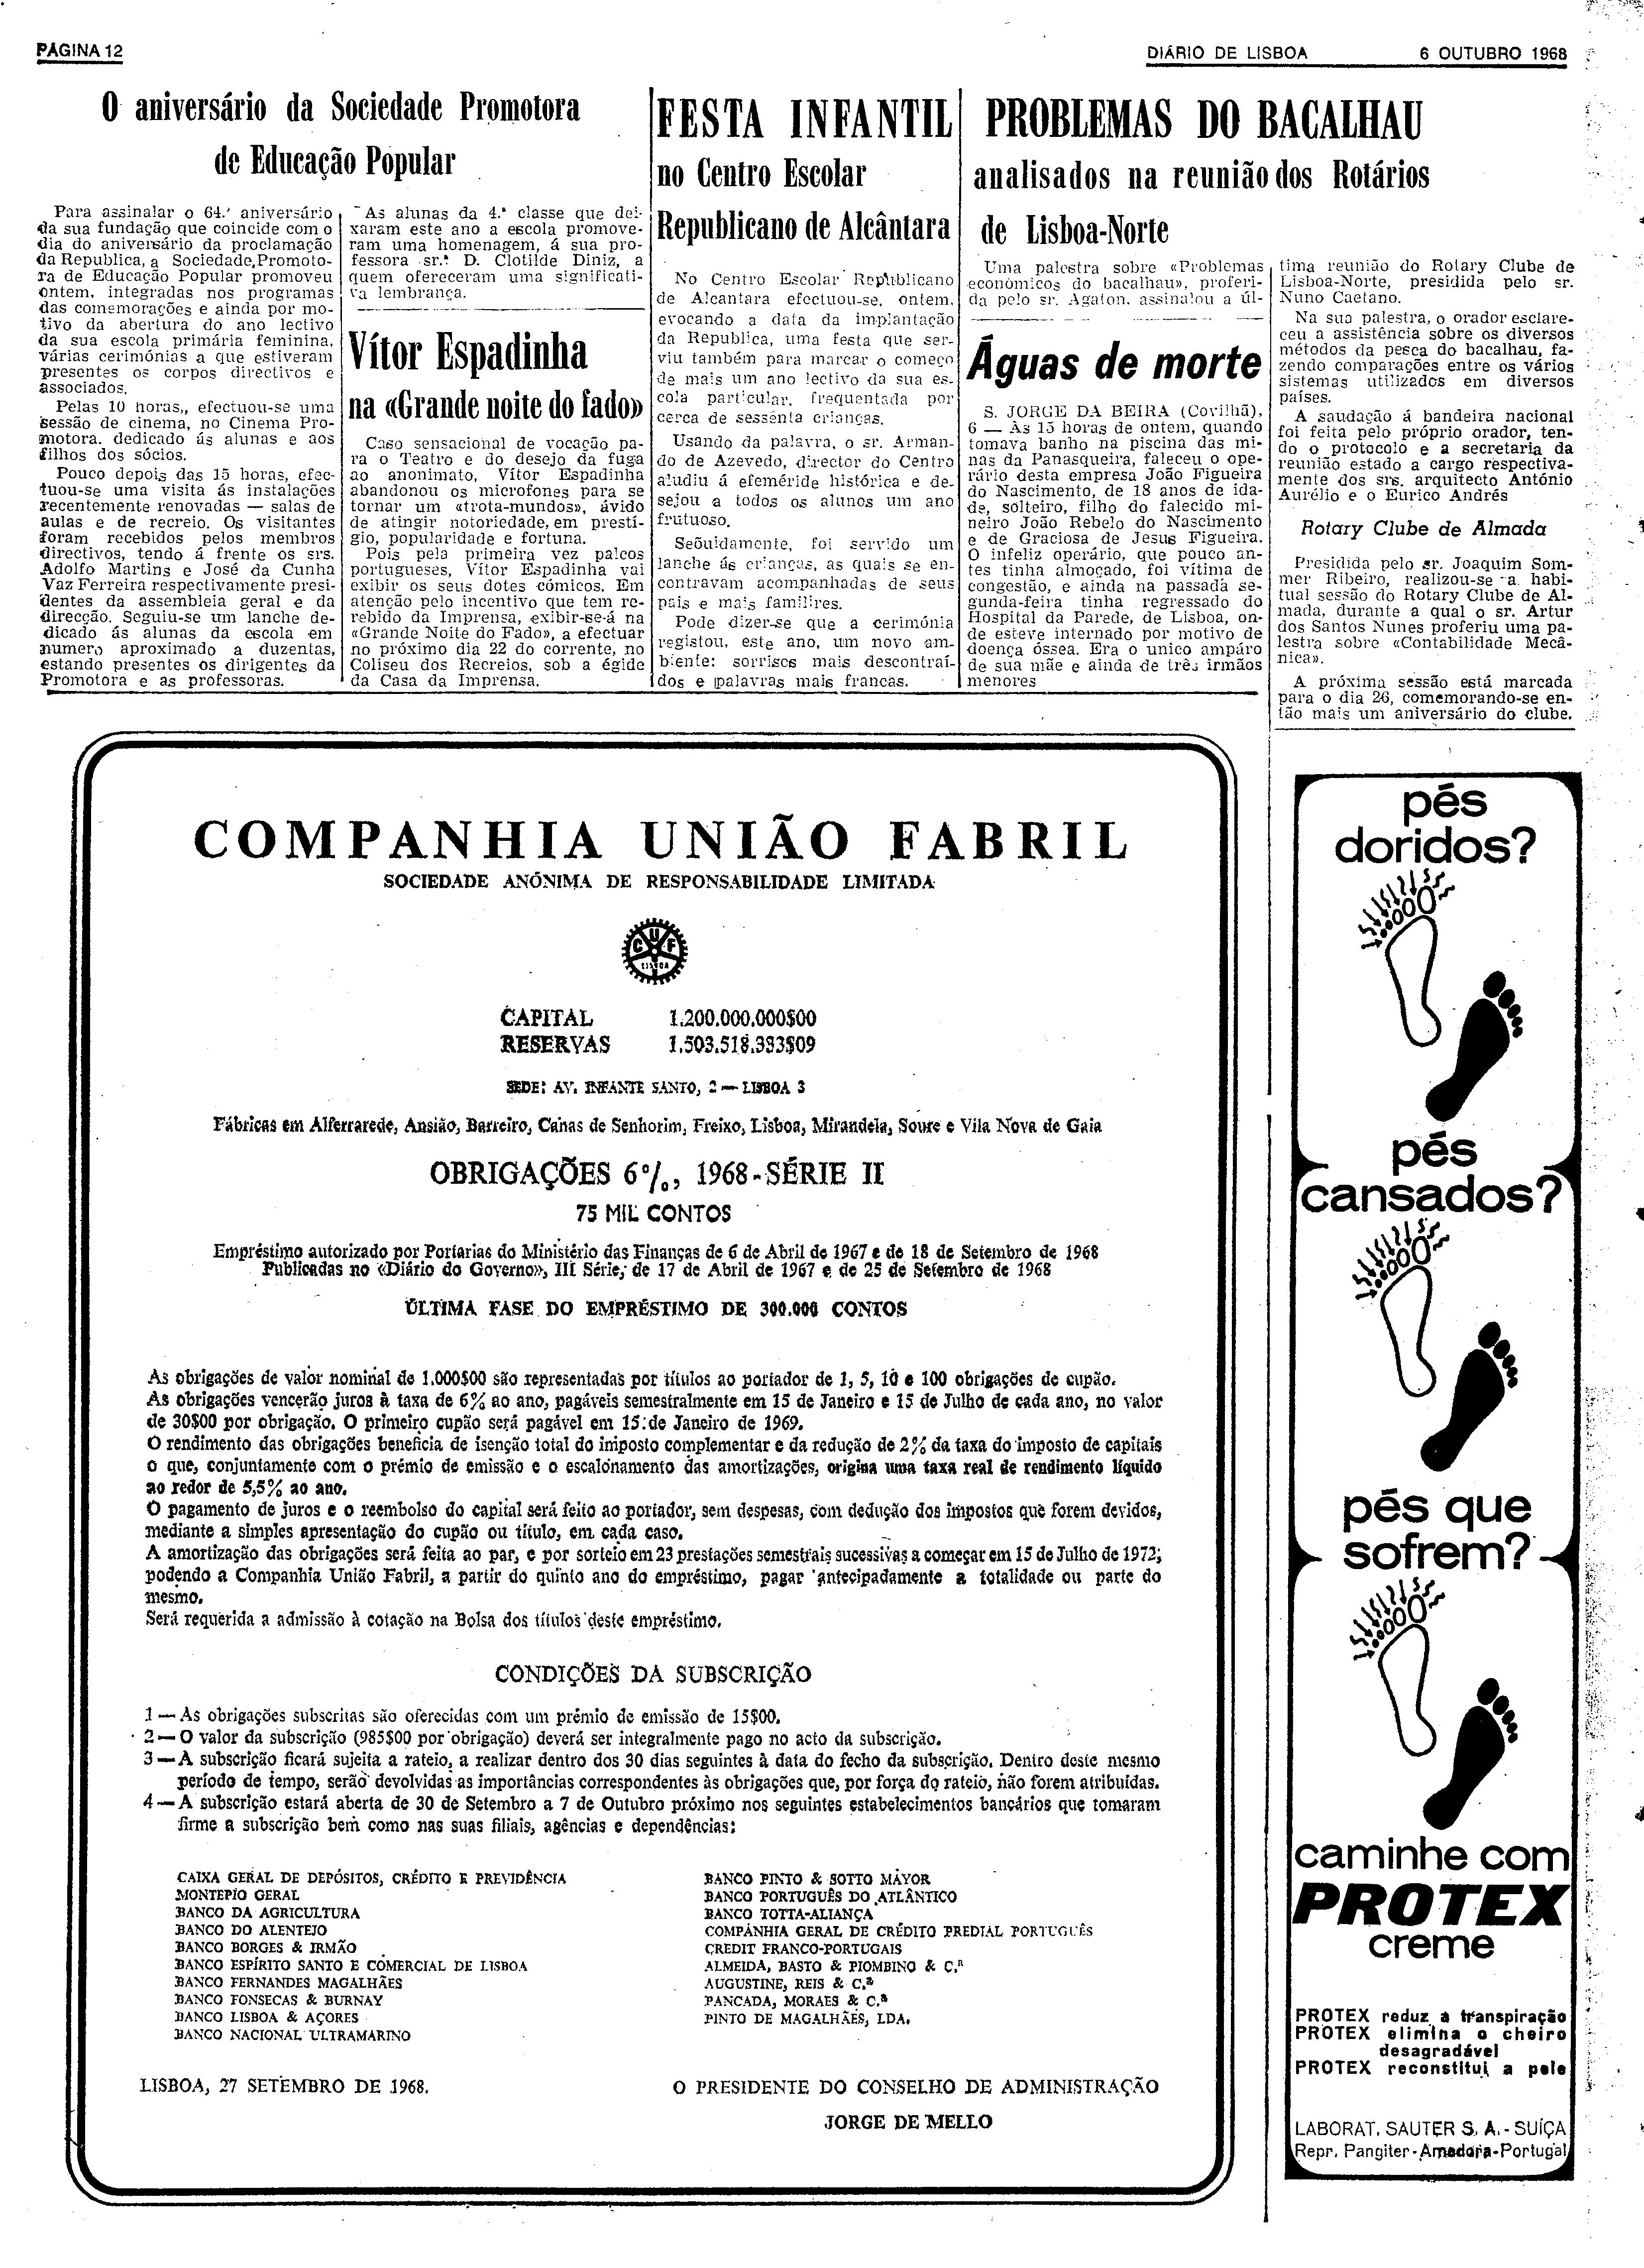 PÁGINA 12
DIÁRIO DE LISBOA 6 OUTUBRO 1968
O aniversário da Sociedade Promotora
de Educação Popular
Para assinalar o 64.º aniversário
da sua fundação que coincide com o
dia do aniversário da proclamação
da Republica, a Sociedade Promoto-
ra de Educação Popular promoveu
ontem, integradas nos programas
das comemorações e ainda por mo-
tivo da abertura do ano lectivo
da sua escola primária feminina,
várias cerimónias a que estiveram
presentes os corpos directivos e
associados.
Pelas 10 horas,, efectuou-se uma
sessão de cinema, no Cinema Pro-
motora, dedicado ás alunas e aos
filhos dos sócios.
Pouco depois das 15 horas, efec-
tuou-se uma visita ás instalações
recentemente renovadas — salas de
aulas e de recreio. Os visitantes
foram recebidos pelos membros
directivos, tendo á frente os srs.
Adolfo Martins e José da Cunha
Vaz Ferreira respectivamente presi-
dentes da assembleia geral e da
direcção. Seguiu-se um lanche de-
dicado ás alunas da escola em
numero aproximado a duzentas,
estando presentes os dirigentes da
Promotora e as professoras.
As alunas da 4.ª classe que dei-
xaram este ano a escola promove-
ram uma homenagem, á sua pro-
fessora sr.ª D. Clotilde Diniz, a
quem ofereceram uma significati-
va lembrança.
Vítor Espadinha
na «Grande noite do fado»
Caso sensacional de vocação pa-
ra o Teatro e do desejo da fuga
ao anonimato, Vítor Espadinha
abandonou os microfones para se
tornar um «trota-mundos», ávido
de atingir notoriedade, em prestí-
gio, popularidade e fortuna.
Pois pela primeira vez palcos
portugueses, Vítor Espadinha vai
exibir os seus dotes cómicos. Em
atenção pelo incentivo que tem re-
rebido da Imprensa, exibir-se-á na
«Grande Noite do Fado», a efectuar
no próximo dia 22 do corrente, no
Coliseu dos Recreios, sob a égide
da Casa da Imprensa.
FESTA INFANTIL
no Centro Escolar
Republicano de Alcântara
No Centro Escolar Republicano
de Alcantara efectuou-se, ontem,
evocando a data da implantação
da Republica, uma festa que ser-
viu também para marcar o começo
de mais um ano lectivo da sua es-
cola particular, frequentada por
cerca de sessenta crianças.
Usando da palavra, o sr. Arman-
do de Azevedo, director do Centro
aludiu á efeméride histórica e de-
sejou a todos os alunos um ano
frutuoso.
Seõuidamente, foi servido um
lanche ás crianças, as quais se en-
contravam acompanhadas de seus
pais e mais familires.
Pode dizer-se que a cerimónia
registou, este ano, um novo am-
biente: sorrisos mais descontraí-
dos e palavras mais francas.
PROBLEMAS DO BACALHAU
analisados na reunião dos Rotários
de Lisboa-Norte
Uma palestra sobre «Problemas
económicos do bacalhau», proferi-
da pelo sr. Agaton, assinalou a úl-
Águas de morte
S. JORGE DA BEIRA (Covilhã),
6 — Às 15 horas de ontem, quando
tomava banho na piscina das mi-
nas da Panasqueira, faleceu o ope-
rário desta empresa João Figueira
do Nascimento, de 18 anos de ida-
de, solteiro, filho do falecido mi-
neiro João Rebelo do Nascimento
e de Graciosa de Jesus Figueira.
O infeliz operário, que pouco an-
tes tinha almoçado, foi vítima de
congestão, e ainda na passada se-
gunda-feira tinha regressado do
Hospital da Parede, de Lisboa, on-
de esteve internado por motivo de
doença óssea. Era o unico ampáro
de sua mãe e ainda de três irmãos
menores
tima reunião do Rotary Clube de
Lisboa-Norte, presidida pelo sr.
Nuno Caetano.
Na sua palestra, o orador esclare-
ceu a assistência sobre os diversos
métodos da pesca do bacalhau, fa-
zendo comparações entre os vários
sistemas utilizados em diversos
países.
A saudação á bandeira nacional
foi feita pelo próprio orador, ten-
do o protocolo e a secretaria da
reunião estado a cargo respectiva-
mente dos srs. arquitecto António
Aurélio e o Eurico Andrés
Rotary Clube de Almada
Presidida pelo sr. Joaquim Som-
mer Ribeiro, realizou-se a habi-
tual sessão do Rotary Clube de Al-
mada, durante a qual o sr. Artur
dos Santos Nunes proferiu uma pa-
lestra sobre «Contabilidade Mecâ-
nica».
A próxima sessão está marcada
para o dia 26, comemorando-se en-
tão mais um aniversário do clube.
COMPANHIA UNIÃO FABRIL
SOCIEDADE ANÓNIMA DE RESPONSABILIDADE LIMITADA
CUF
LISBOA
CAPITAL 1.200.000.000$00
RESERVAS 1.503.518.333$09
SEDE: AV. INFANTE SANTO, 2 — LISBOA 3
Fábricas em Alferrarede, Ansião, Barreiro, Canas de Senhorim, Freixo, Lisboa, Mirandela, Soure e Vila Nova de Gaia
OBRIGAÇÕES 6%, 1968 - SÉRIE II
75 MIL CONTOS
Empréstimo autorizado por Portarias do Ministério das Finanças de 6 de Abril de 1967 e de 18 de Setembro de 1968
Publicadas no «Diário do Governo», III Série, de 17 de Abril de 1967 e de 25 de Setembro de 1968
ÚLTIMA FASE DO EMPRÉSTIMO DE 300.000 CONTOS
As obrigações de valor nominal de 1.000$00 são representadas por títulos ao portador de 1, 5, 10 e 100 obrigações de cupão.
As obrigações vencerão juros à taxa de 6% ao ano, pagáveis semestralmente em 15 de Janeiro e 15 de Julho de cada ano, no valor
de 30$00 por obrigação. O primeiro cupão será pagável em 15 de Janeiro de 1969.
O rendimento das obrigações beneficia de isenção total do imposto complementar e da redução de 2% da taxa do imposto de capitais
o que, conjuntamente com o prémio de emissão e o escalonamento das amortizações, origina uma taxa real de rendimento líquido
ao redor de 5,5% ao ano.
O pagamento de juros e o reembolso do capital será feito ao portador, sem despesas, com dedução dos impostos que forem devidos,
mediante a simples apresentação do cupão ou título, em cada caso.
A amortização das obrigações será feita ao par, e por sorteio em 23 prestações semestrais sucessivas a começar em 15 de Julho de 1972;
podendo a Companhia União Fabril, a partir do quinto ano do empréstimo, pagar antecipadamente a totalidade ou parte do
mesmo.
Será requerida a admissão à cotação na Bolsa dos títulos deste empréstimo.
CONDIÇÕES DA SUBSCRIÇÃO
1 — As obrigações subscritas são oferecidas com um prémio de emissão de 15$00.
2 — O valor da subscrição (985$00 por obrigação) deverá ser integralmente pago no acto da subscrição.
3 — A subscrição ficará sujeita a rateio, a realizar dentro dos 30 dias seguintes à data do fecho da subscrição. Dentro deste mesmo
período de tempo, serão devolvidas as importâncias correspondentes às obrigações que, por força do rateio, não forem atribuídas.
4 — A subscrição estará aberta de 30 de Setembro a 7 de Outubro próximo nos seguintes estabelecimentos bancários que tomaram
firme a subscrição bem como nas suas filiais, agências e dependências:
CAIXA GERAL DE DEPÓSITOS, CRÉDITO E PREVIDÊNCIA
MONTEPIO GERAL
BANCO DA AGRICULTURA
BANCO DO ALENTEJO
BANCO BORGES & IRMÃO
BANCO ESPÍRITO SANTO E COMERCIAL DE LISBOA
BANCO FERNANDES MAGALHÃES
BANCO FONSECAS & BURNAY
BANCO LISBOA & AÇORES
BANCO NACIONAL ULTRAMARINO
BANCO PINTO & SOTTO MAYOR
BANCO PORTUGUÊS DO ATLÂNTICO
BANCO TOTTA-ALIANÇA
COMPANHIA GERAL DE CRÉDITO PREDIAL PORTUGUÊS
CREDIT FRANCO-PORTUGAIS
ALMEIDA, BASTO & PIOMBINO & C.ª
AUGUSTINE, REIS & C.ª
PANCADA, MORAES & C.ª
PINTO DE MAGALHÃES, LDA.
LISBOA, 27 SETEMBRO DE 1968.
O PRESIDENTE DO CONSELHO DE ADMINISTRAÇÃO
JORGE DE MELLO
pés
doridos?
pés
cansados?
pés que
sofrem?
caminhe com
PROTEX
creme
PROTEX reduz a transpiração
PROTEX elimina o cheiro
desagradável
PROTEX reconstitui a pele
LABORAT. SAUTER S. A. - SUÍÇA
Repr. Pangiter - Amadora - Portugal